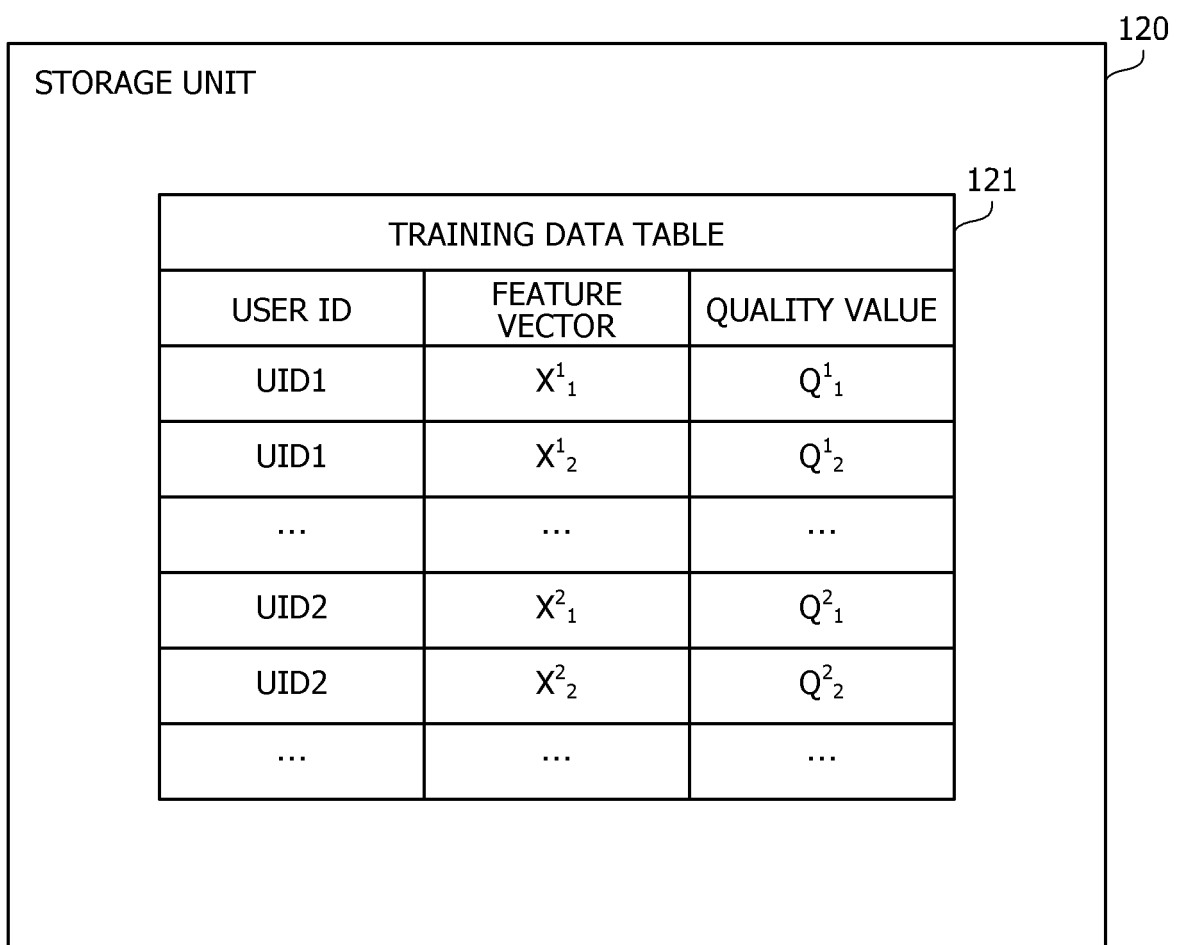 120
STORAGE UNIT
121
TRAINING DATA TABLE
USER ID FEATURE VECTOR QUALITY VALUE
UID1 X¹₁ Q¹₁
UID1 X¹₂ Q¹₂
... ... ...
UID2 X²₁ Q²₁
UID2 X²₂ Q²₂
... ... ...